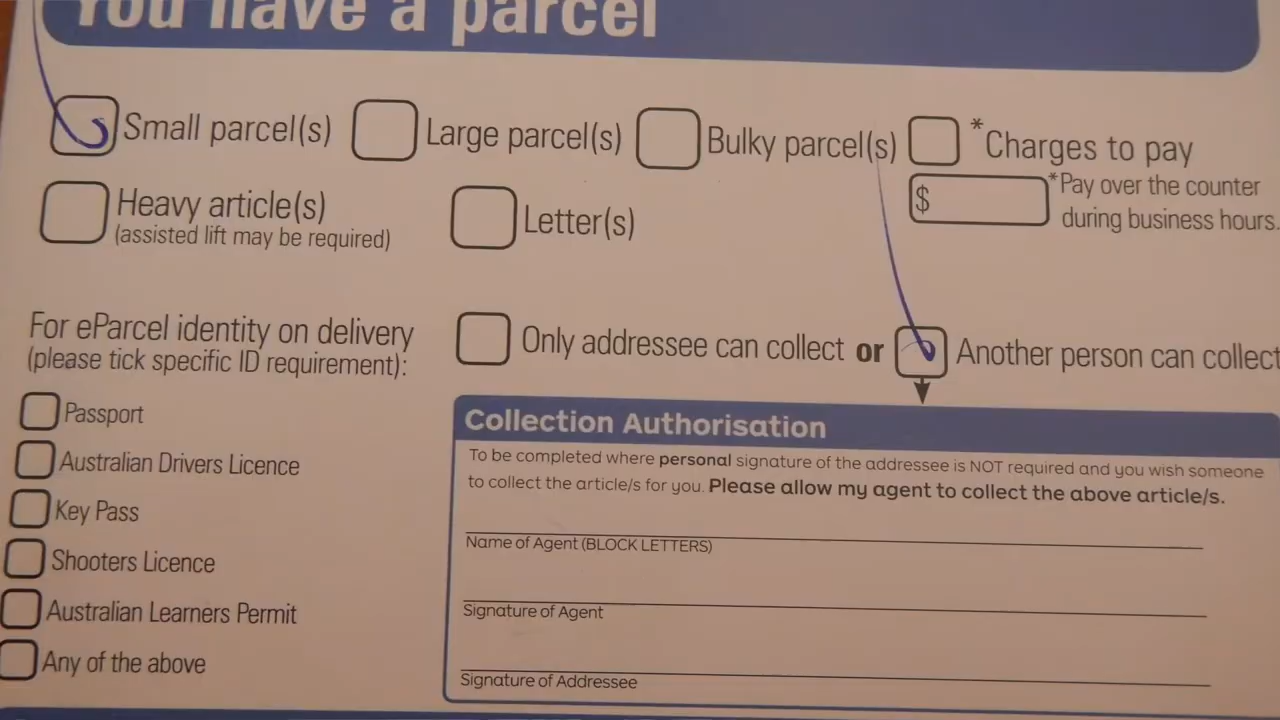 You have a parcel
Small parcel(s) Large parcel(s) Bulky parcel(s) *Charges to pay
$ *Pay over the counter
during business hours.
Heavy article(s) Letter(s)
(assisted lift may be required)
For eParcel identity on delivery
(please tick specific ID requirement):
Only addressee can collect or Another person can collect
Passport
Australian Drivers Licence
Key Pass
Shooters Licence
Australian Learners Permit
Any of the above
Collection Authorisation
To be completed where personal signature of the addressee is NOT required and you wish someone
to collect the article/s for you. Please allow my agent to collect the above article/s.
Name of Agent (BLOCK LETTERS)
Signature of Agent
Signature of Addressee